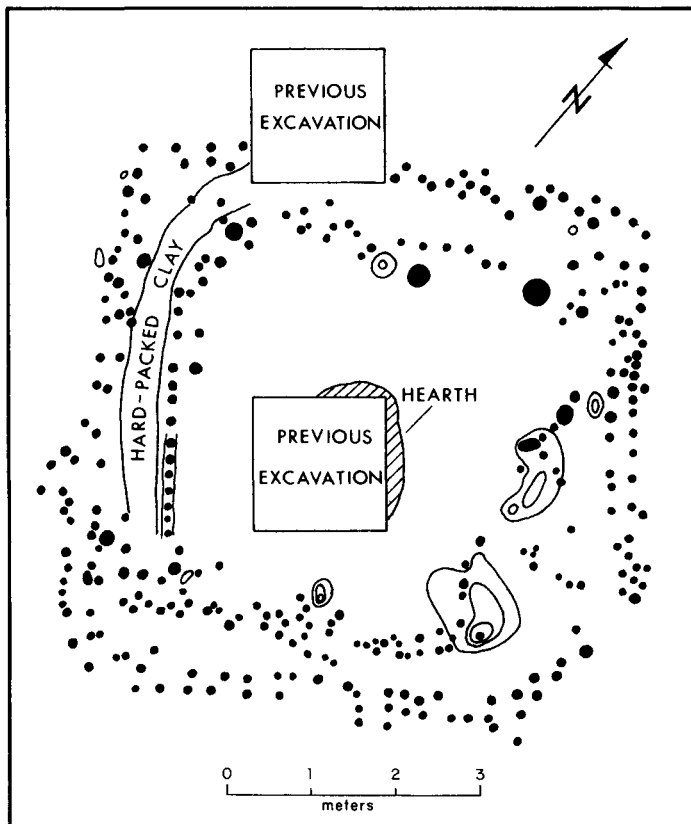 PREVIOUS
EXCAVATION
N
HARD-PACKED CLAY
HEARTH
PREVIOUS
EXCAVATION
0 1 2 3
meters